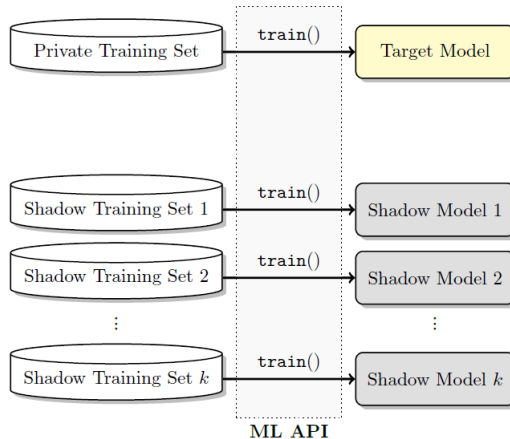 Private Training Set train() Target Model
Shadow Training Set 1 train() Shadow Model 1
Shadow Training Set 2 train() Shadow Model 2
⋮ ⋮
Shadow Training Set k train() Shadow Model k
ML API